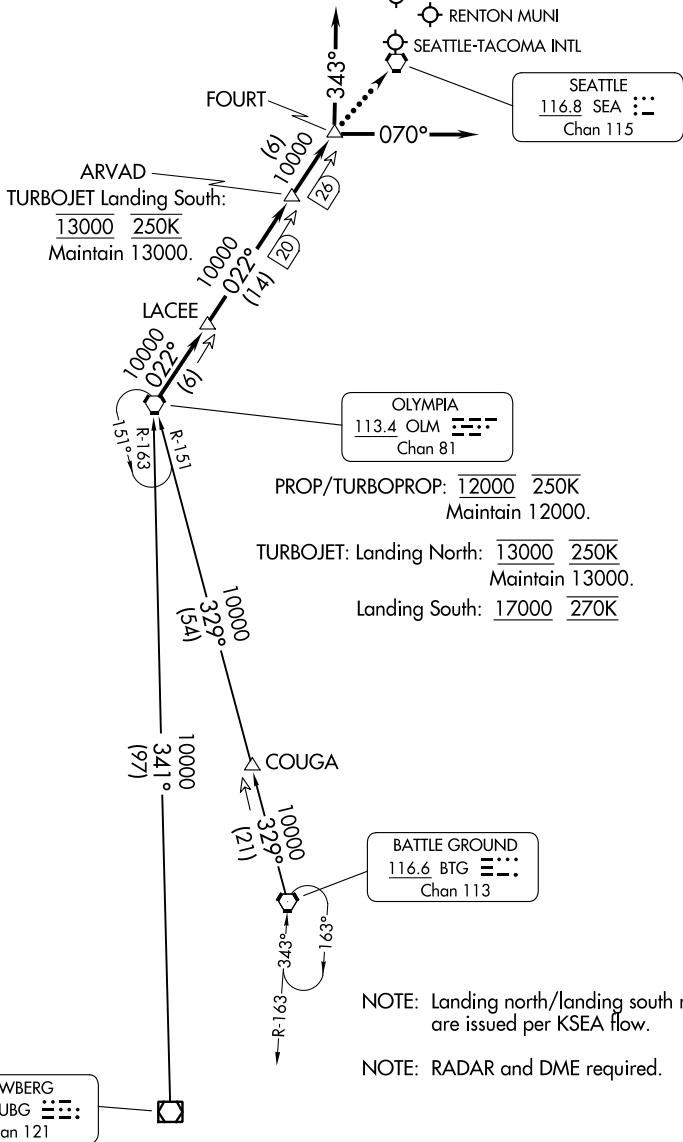 RENTON MUNI
SEATTLE-TACOMA INTL
SEATTLE
116.8 SEA
Chan 115
343°
FOURT
070°
(6)
10000
26
ARVAD
TURBOJET Landing South:
13000 250K
Maintain 13000.
10000
022°
(14)
20
LACEE
10000
022°
(6)
OLYMPIA
113.4 OLM
Chan 81
151°
R-163
R-151
PROP/TURBOPROP: 12000 250K
Maintain 12000.
TURBOJET: Landing North: 13000 250K
Maintain 13000.
Landing South: 17000 270K
10000
329°
(54)
10000
341°
(97)
COUGA
10000
329°
(21)
BATTLE GROUND
116.6 BTG
Chan 113
343°
163°
R-163
NOTE: Landing north/landing south
are issued per KSEA flow.
NOTE: RADAR and DME required.
WBERG
UBG
an 121